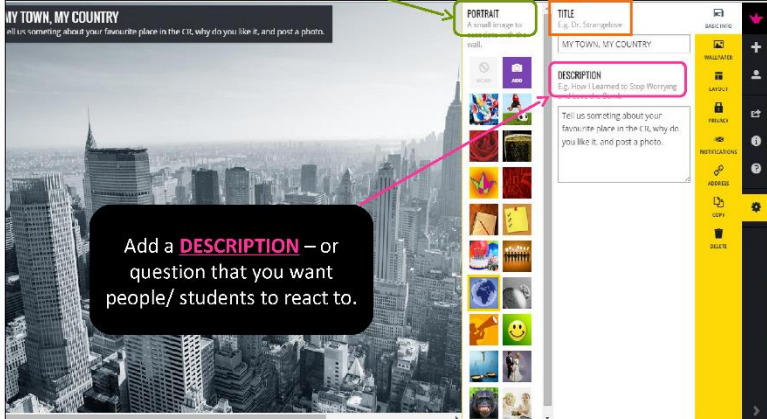 MY TOWN, MY COUNTRY
ell us someting about your favourite place in the CR, why do you like it, and post a photo.
PORTRAIT
A small image to
associate with the
wall.
ADD
TITLE
E.g. Dr. Strangelove
MY TOWN, MY COUNTRY
DESCRIPTION
E.g. How I Learned to Stop Worrying
Tell us someting about your
favourite place in the CR, why do
you like it, and post a photo.
BASIC INFO
WALLPAPER
LAYOUT
PRIVACY
NOTIFICATIONS
ADDRESS
COPY
DELETE
Add a DESCRIPTION – or
question that you want
people/ students to react to.